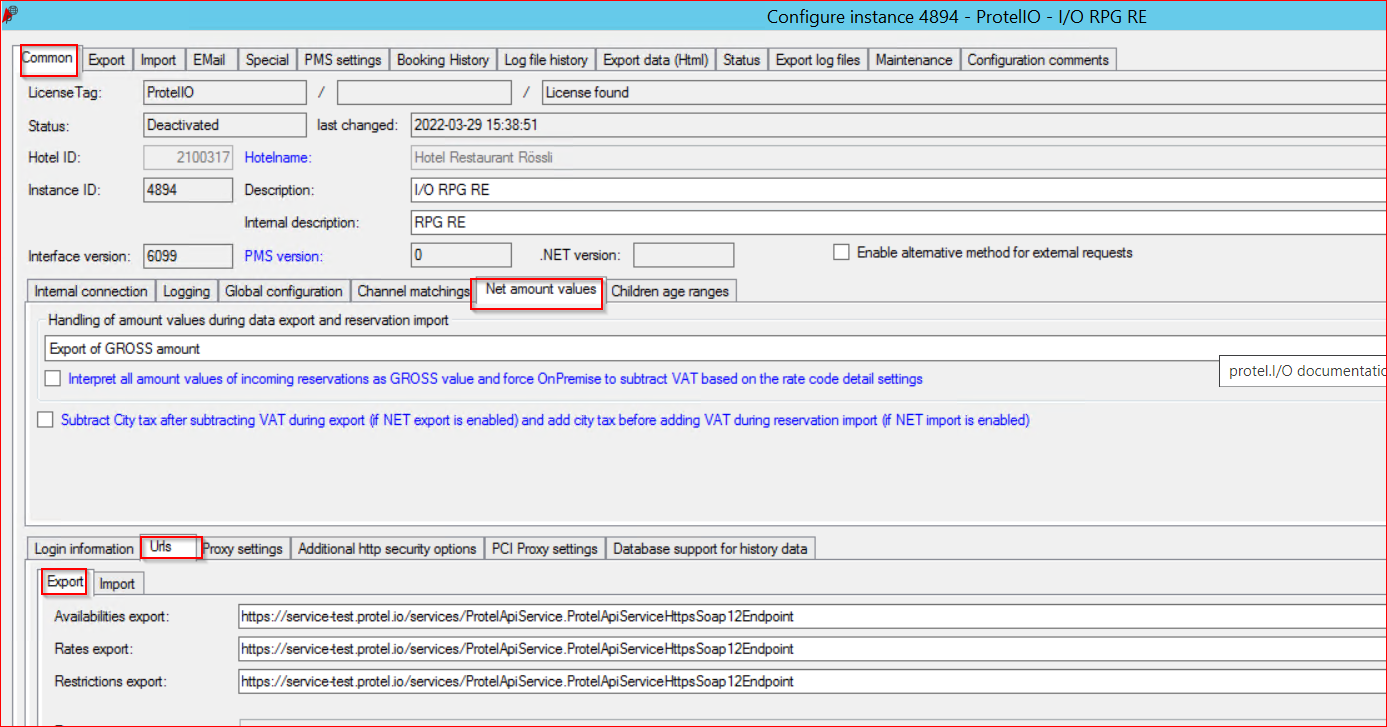 Configure instance 4894 - ProtelIO - I/O RPG RE
Common Export Import EMail Special PMS settings Booking History Log file history Export data (Html) Status Export log files Maintenance Configuration comments
LicenseTag: ProtelIO / / License found
Status: Deactivated last changed: 2022-03-29 15:38:51
Hotel ID: 2100317 Hotelname: Hotel Restaurant Rössli
Instance ID: 4894 Description: I/O RPG RE
Internal description: RPG RE
Interface version: 6099 PMS version: 0 .NET version: Enable alternative method for external requests
Internal connection Logging Global configuration Channel matchings Net amount values Children age ranges
Handling of amount values during data export and reservation import
Export of GROSS amount
protel.I/O documentatio
Interpret all amount values of incoming reservations as GROSS value and force OnPremise to subtract VAT based on the rate code detail settings
Subtract City tax after subtracting VAT during export (if NET export is enabled) and add city tax before adding VAT during reservation import (if NET import is enabled)
Login information Urls Proxy settings Additional http security options PCI Proxy settings Database support for history data
Export Import
Availabilities export: https://service-test.protel.io/services/ProtelApiService.ProtelApiServiceHttpsSoap12Endpoint
Rates export: https://service-test.protel.io/services/ProtelApiService.ProtelApiServiceHttpsSoap12Endpoint
Restrictions export: https://service-test.protel.io/services/ProtelApiService.ProtelApiServiceHttpsSoap12Endpoint